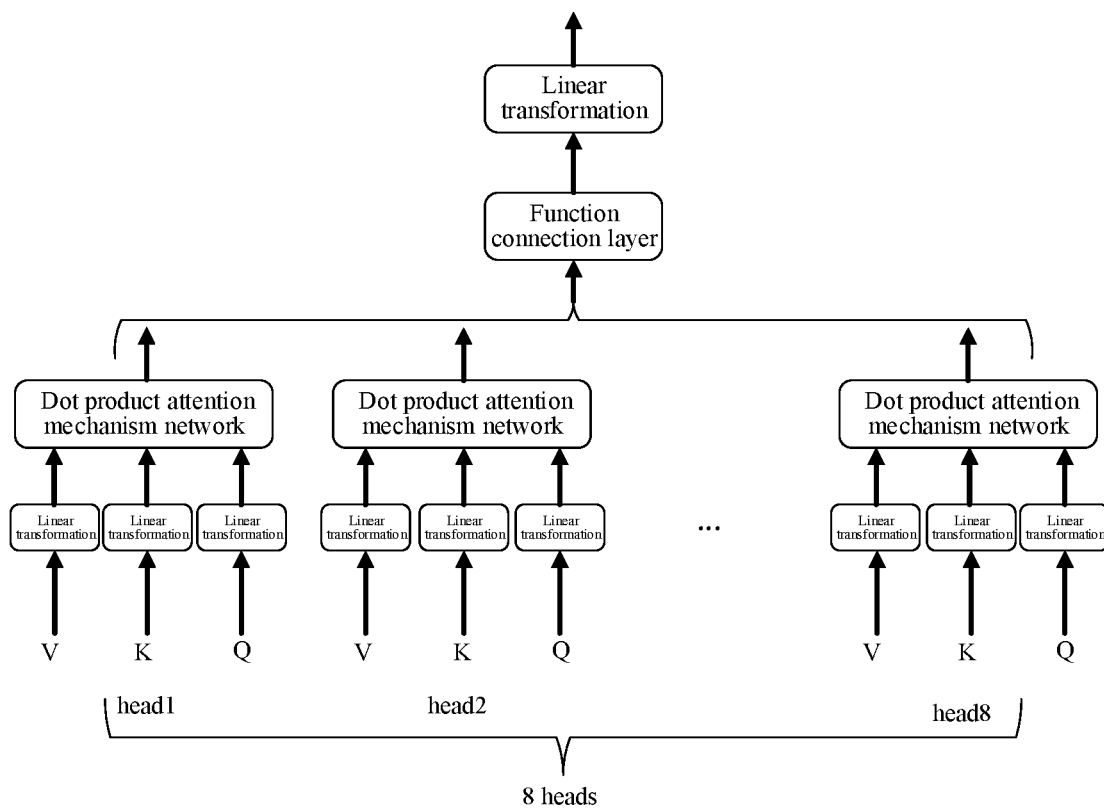 Linear
transformation
Function
connection layer
Dot product attention
mechanism network
Dot product attention
mechanism network
Dot product attention
mechanism network
Linear
transformation
Linear
transformation
Linear
transformation
Linear
transformation
Linear
transformation
Linear
transformation
...
Linear
transformation
Linear
transformation
Linear
transformation
V
K
Q
V
K
Q
V
K
Q
head1
head2
head8
8 heads